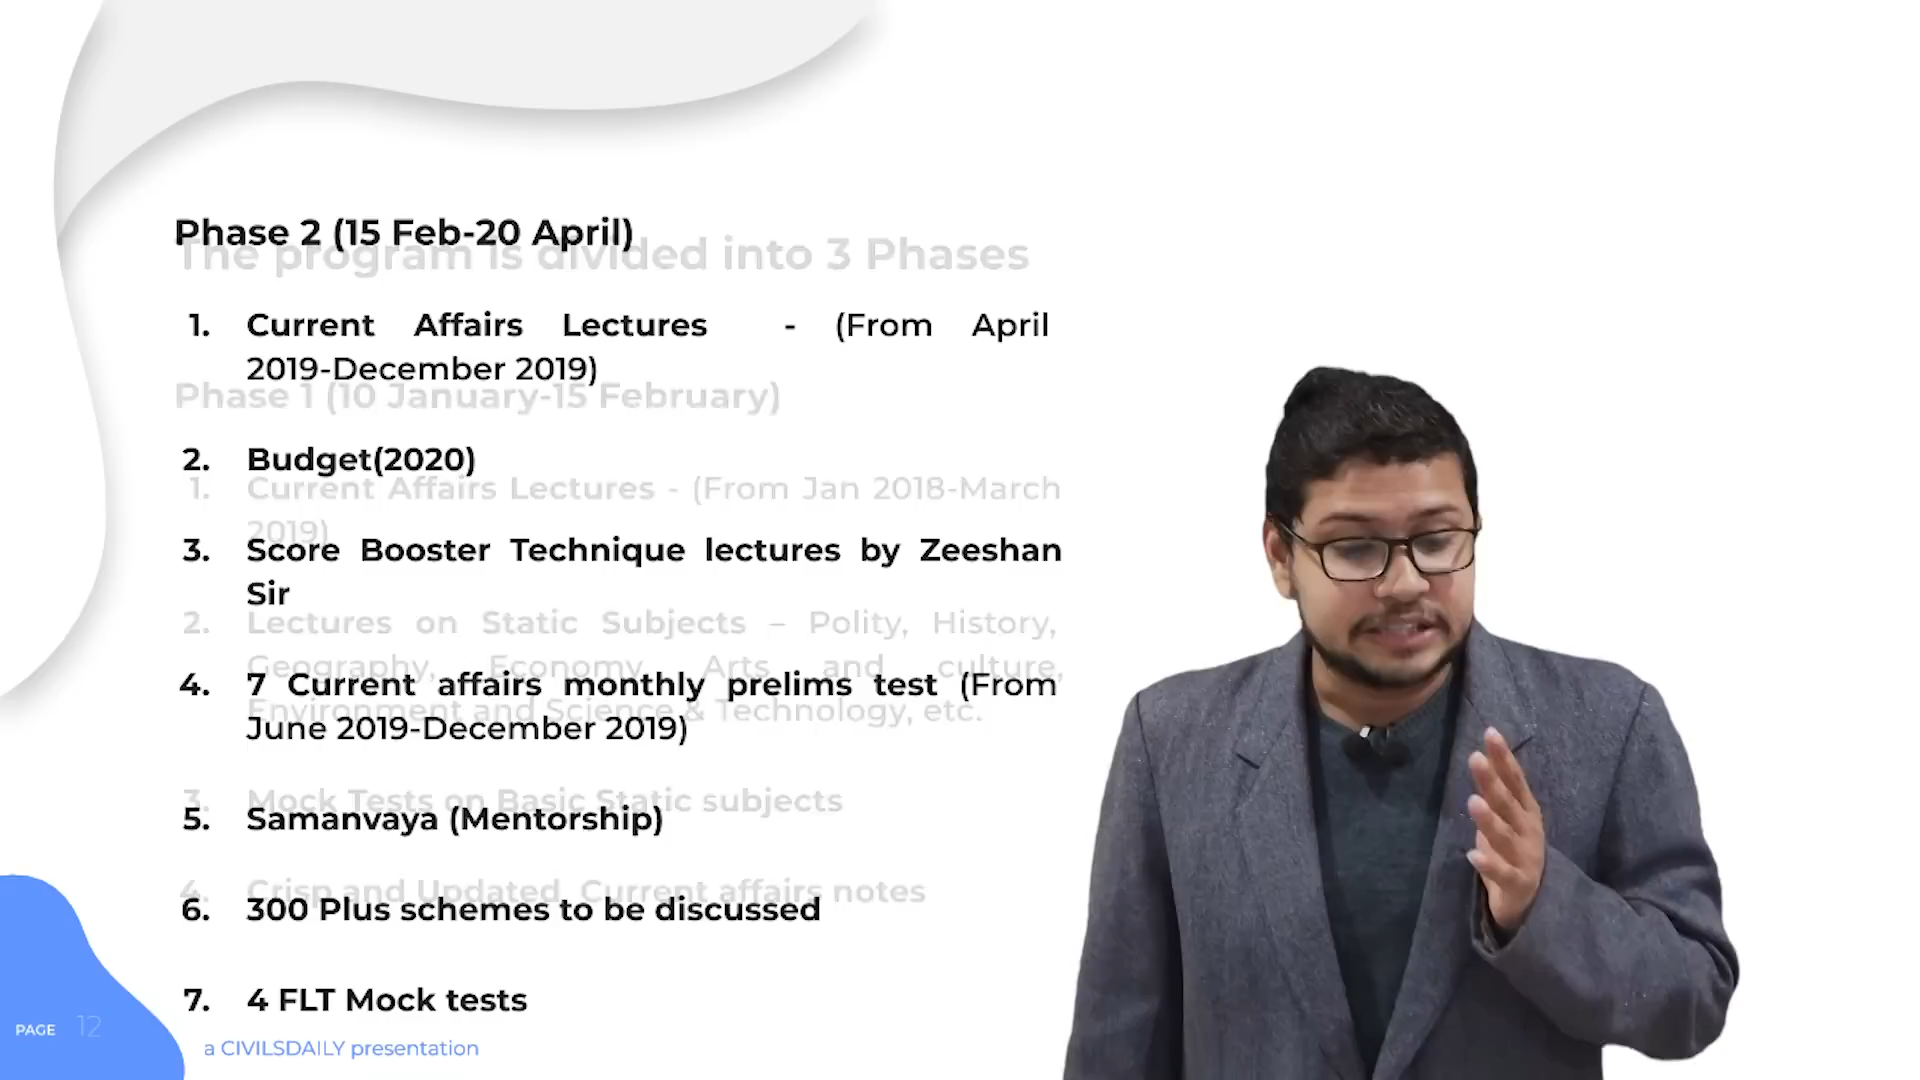 Phase 2 (15 Feb-20 April)
The program is divided into 3 Phases
1. Current Affairs Lectures - (From April
2019-December 2019)
Phase 1 (10 January-15 February)
2. Budget(2020)
1. Current Affairs Lectures - (From Jan 2018-March
2019)
3. Score Booster Technique lectures by Zeeshan
Sir
2. Lectures on Static Subjects – Polity, History,
Geography, Economy, Arts and culture,
4. 7 Current affairs monthly prelims test (From
Environment and Science & Technology, etc.
June 2019-December 2019)
3. Mock Tests on Basic Static subjects
5. Samanvaya (Mentorship)
4. Crisp and Updated Current affairs notes
6. 300 Plus schemes to be discussed
7. 4 FLT Mock tests
PAGE 12
a CIVILSDAILY presentation